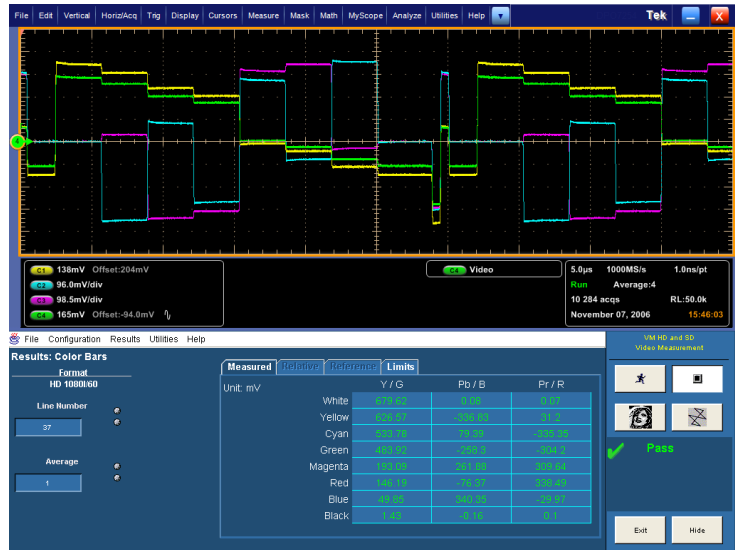 File Edit Vertical Horiz/Acq Trig Display Cursors Measure Mask Math MyScope Analyze Utilities Help Tek X
C1 138mV Offset:204mV
C2 96.0mV/div
C3 98.5mV/div
C4 165mV Offset:-94.0mV
C4 Video
5.0µs 1000MS/s 1.0ns/pt
Run Average:4
10 284 acqs RL:50.0k
November 07, 2006 15:46:03
File Configuration Results Utilities Help
VM HD and SD
Video Measurement
Results: Color Bars
Format
HD 1080I/60
Line Number
37
Average
1
Measured Relative Reference Limits
Unit: mV Y / G Pb / B Pr / R
White 679.62 0.08 0.07
Yellow 626.57 -336.83 31.2
Cyan 533.78 79.39 -335.35
Green 483.92 -258.3 -304.2
Magenta 193.09 261.88 309.64
Red 146.19 -76.37 338.49
Blue 49.85 340.35 -29.97
Black 1.43 -0.16 0.1
Pass
Exit Hide